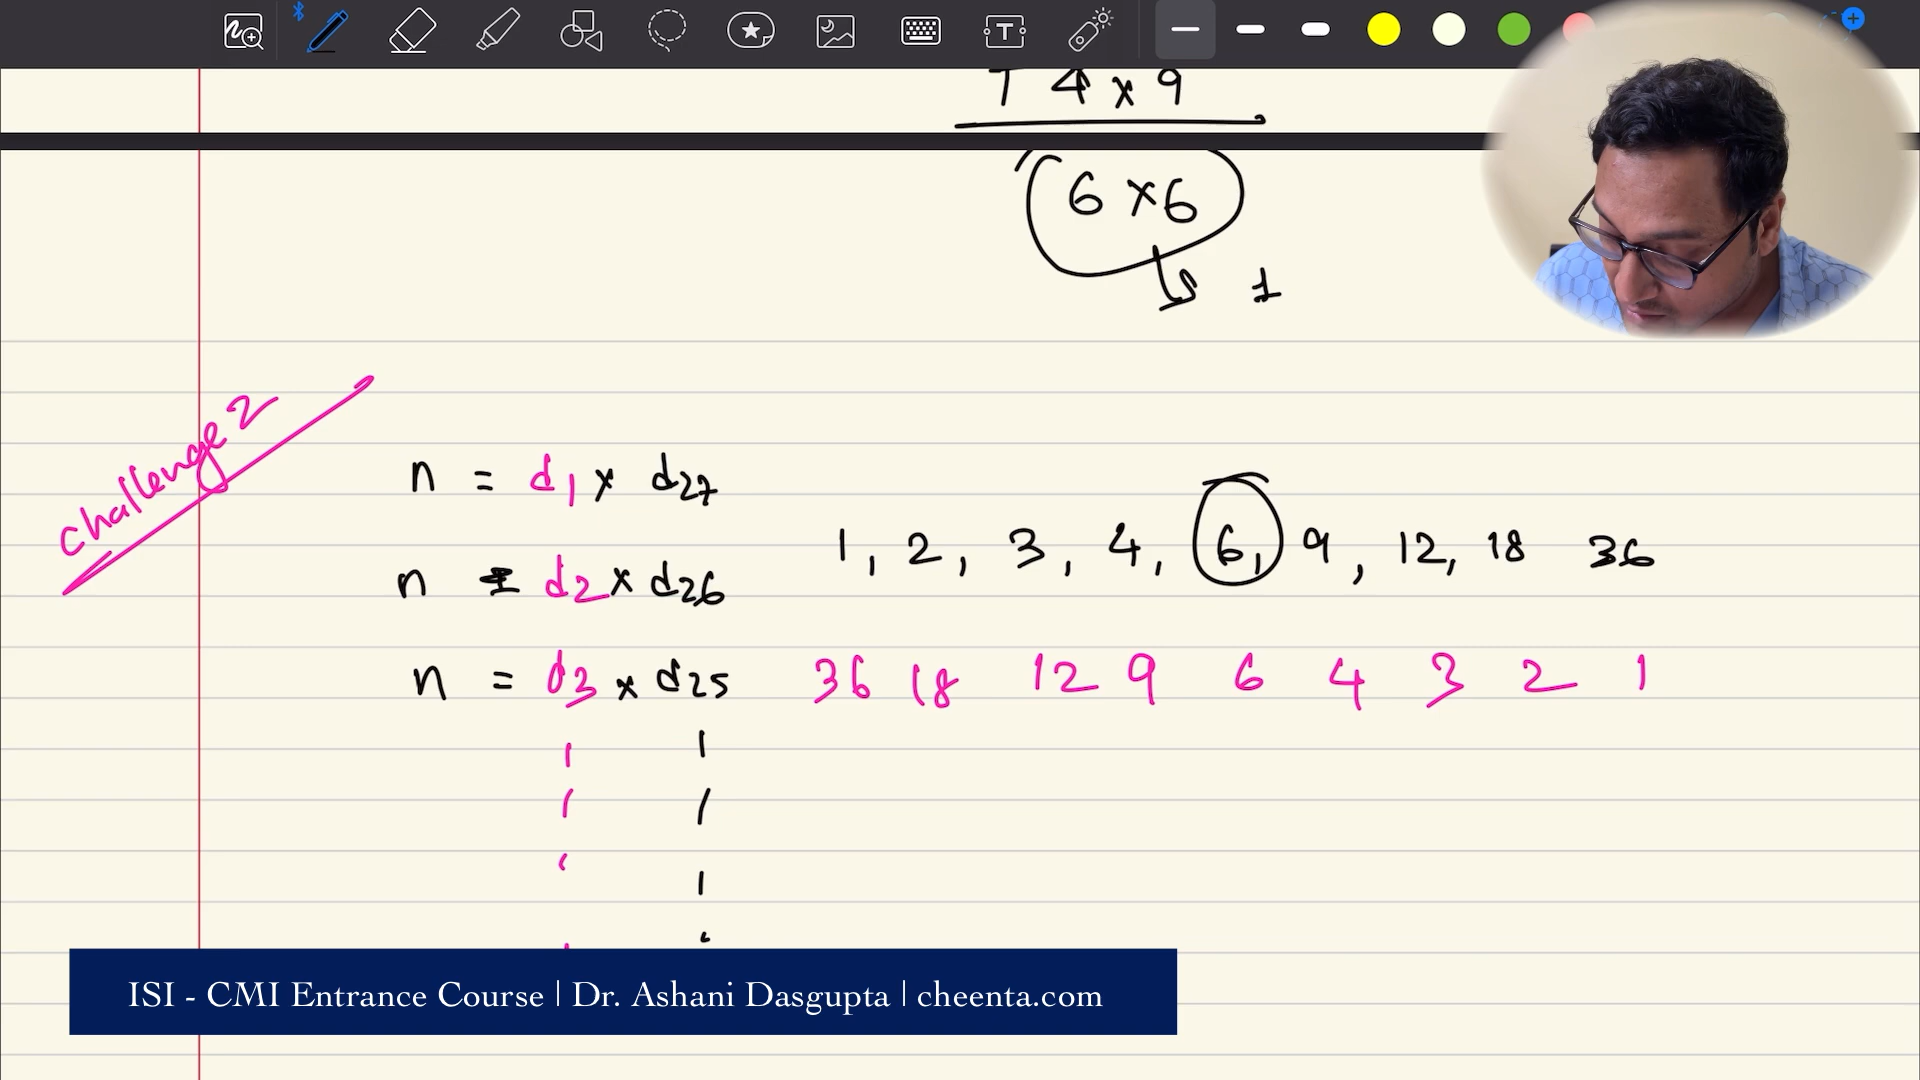 4 x 9
6 x 6
1
challenge 2
n = d1 x d27
1, 2, 3, 4, 6, 9, 12, 18 36
n = d2 x d26
n = d3 x d25 36 18 12 9 6 4 3 2 1
ISI - CMI Entrance Course | Dr. Ashani Dasgupta | cheenta.com